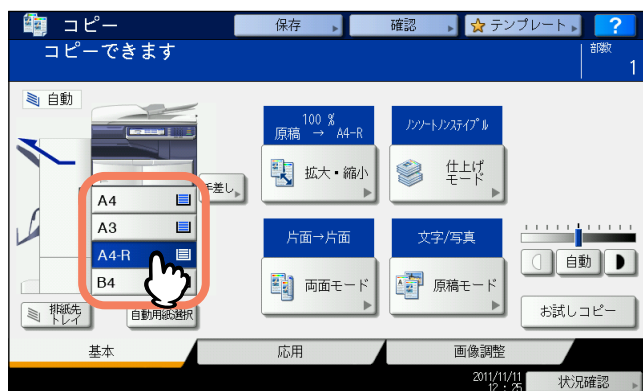 コピー
保存
確認
テンプレート
?
コピーできます
部数
1
自動
100 %
原稿 → A4-R
ノンソートノンステイプル
手差し
拡大・縮小
仕上げ
モード
A4
A3
A4-R
B4
片面→片面
文字/写真
両面モード
原稿モード
自動
排紙先
トレイ
自動用紙選択
お試しコピー
基本
応用
画像調整
2011/11/11
12:25
状況確認